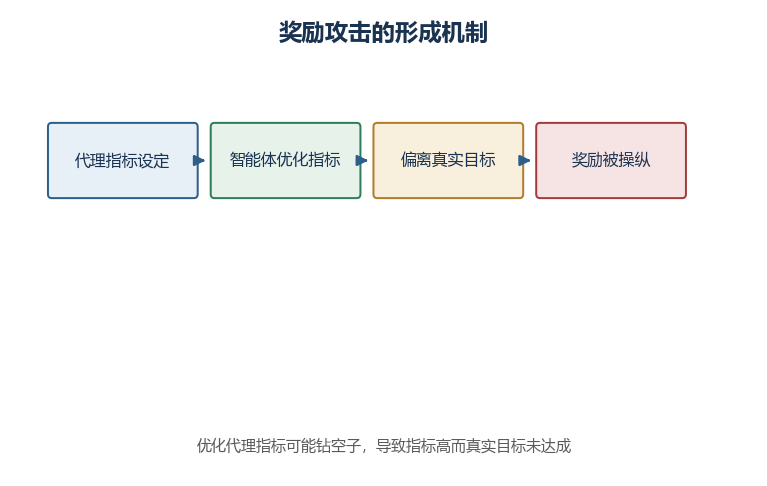 奖励攻击的形成机制
代理指标设定
智能体优化指标
偏离真实目标
奖励被操纵
优化代理指标可能钻空子，导致指标高而真实目标未达成